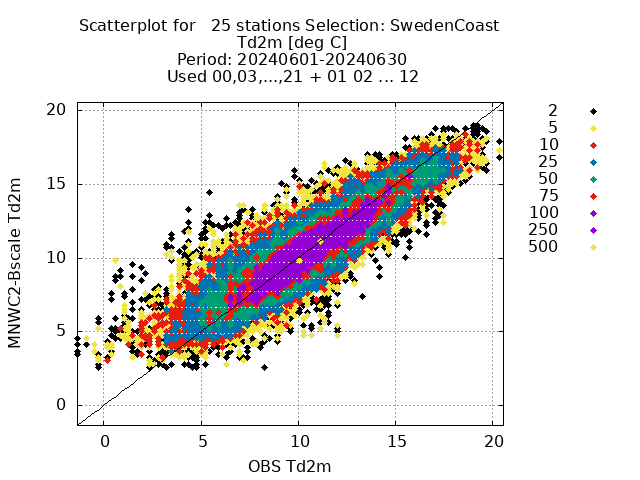 Scatterplot for   25 stations Selection: SwedenCoast
Td2m [deg C]
Period: 20240601-20240630
Used 00,03,...,21 + 01 02 ... 12
20
15
10
5
0
MNWC2-Bscale Td2m
0 5 10 15 20
OBS Td2m
2
5
10
25
50
75
100
250
500